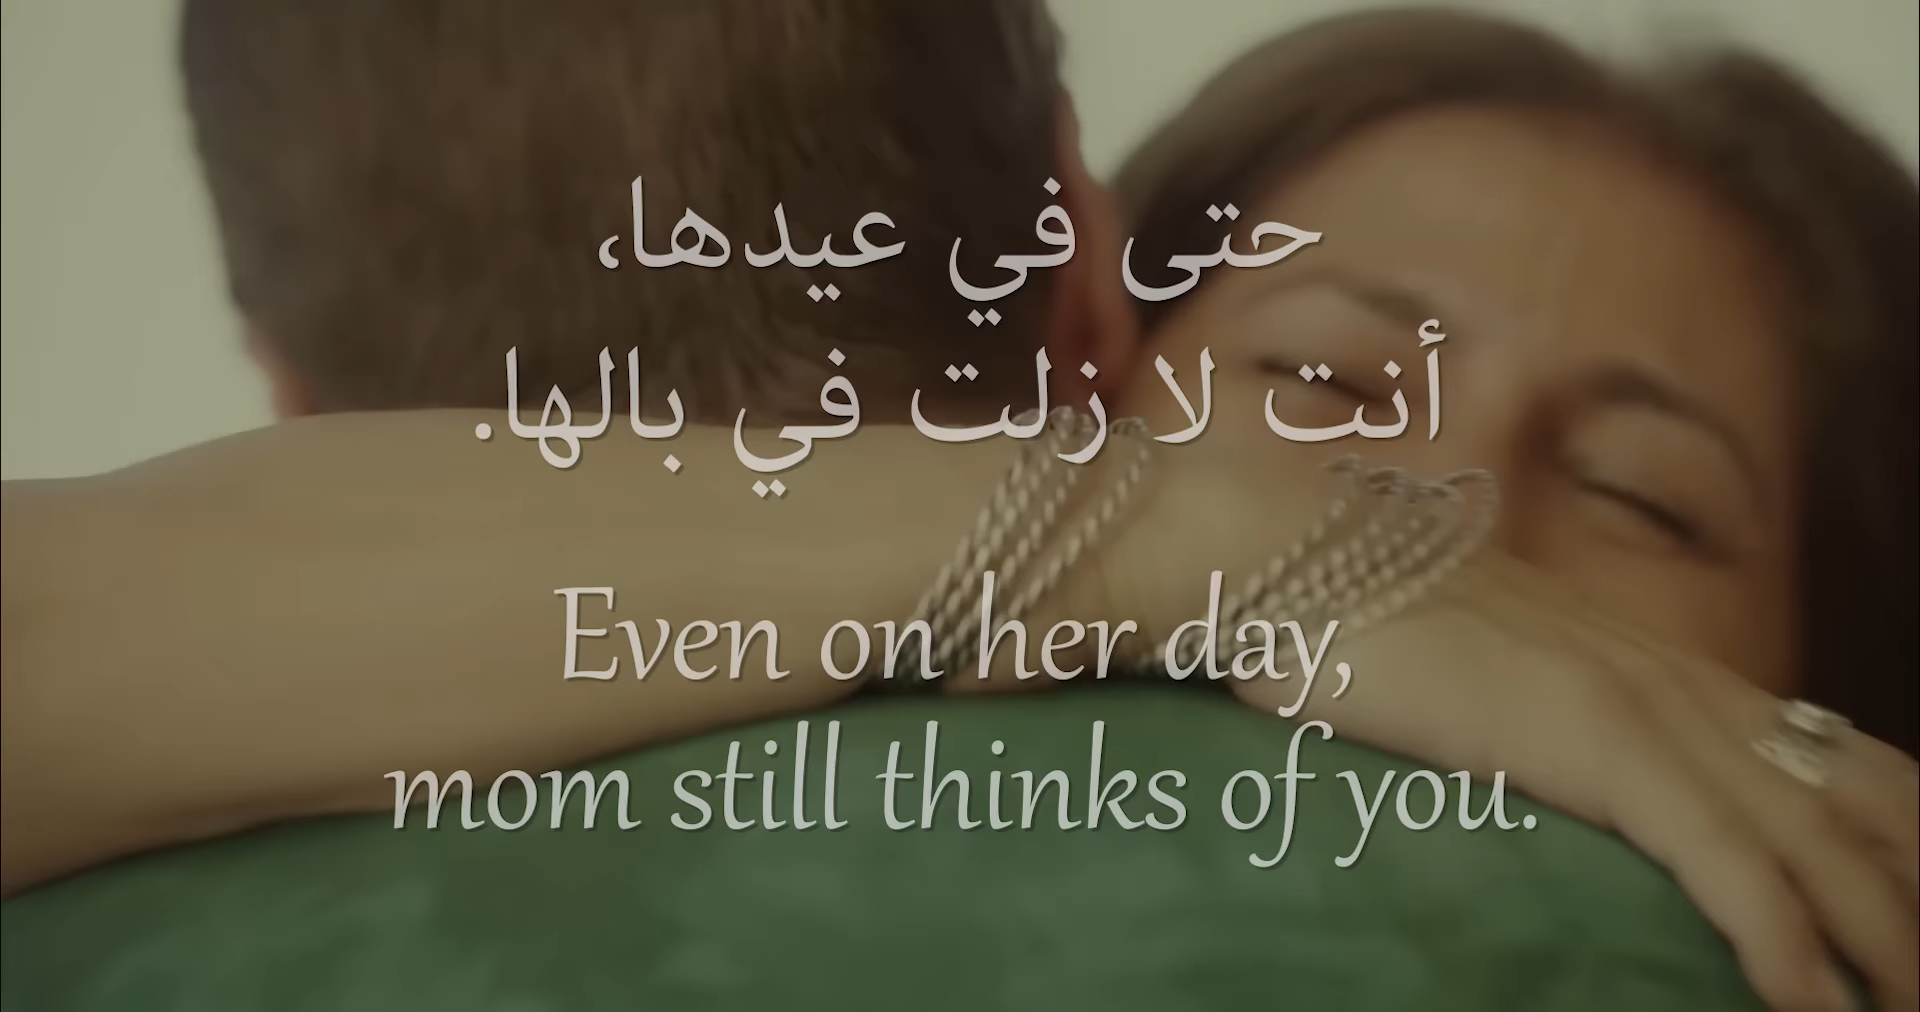 حتى في عيدها،
أنت لا زلت في بالها.
Even on her day,
mom still thinks of you.